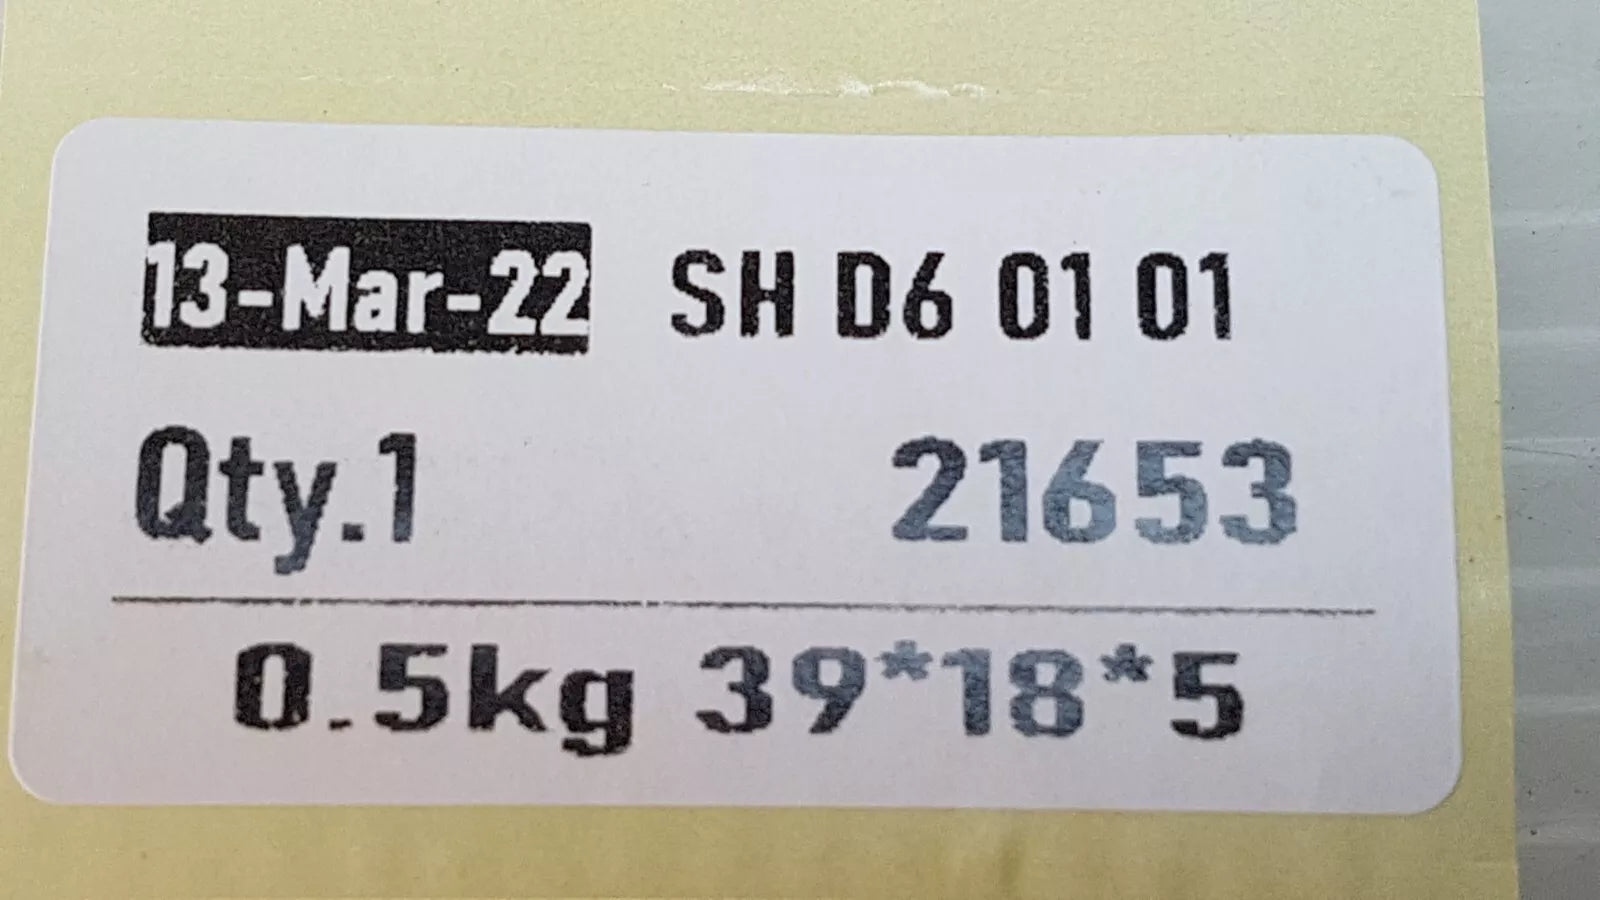 13-Mar-22 SH D6 01 01
Qty.1 21653
0.5kg 39*18*5